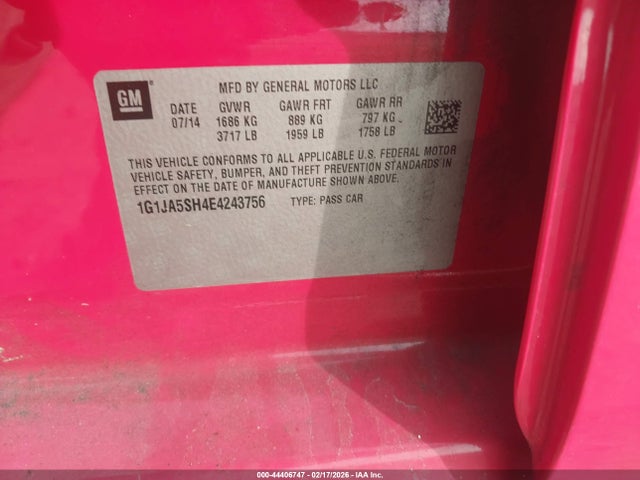 GM
MFD BY GENERAL MOTORS LLC
DATE GVWR GAWR FRT GAWR RR
07/14 1686 KG 889 KG 797 KG
3717 LB 1959 LB 1758 LB
THIS VEHICLE CONFORMS TO ALL APPLICABLE U.S. FEDERAL MOTOR
VEHICLE SAFETY, BUMPER, AND THEFT PREVENTION STANDARDS IN
EFFECT ON THE DATE OF MANUFACTURE SHOWN ABOVE.
1G1JA5SH4E4243756 TYPE: PASS CAR
000-44406747 - 02/17/2026 - IAA Inc.